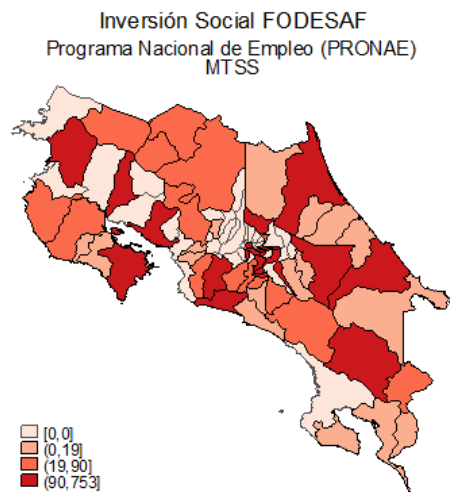 Inversión Social FODESAF
Programa Nacional de Empleo (PRONAE)
MTSS
[0,0]
(0,19]
(19,90]
(90,753]